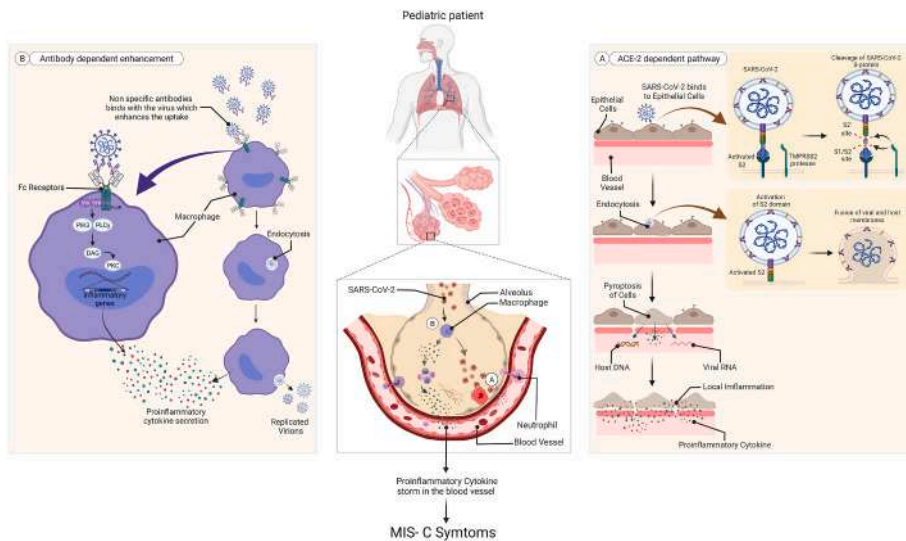 Pediatric patient
B Antibody dependent enhancement
Non specific antibodies
binds with the virus which
enhances the uptake
Fc Receptors
Macrophage
Endocytosis
PIK3
PLDγ
DAG
PKC
Inflammatory
genes
Proinflammatory
cytokine secretion
Replicated
Virions
SARS-CoV-2
Alveolus
Macrophage
B
A
Neutrophil
Blood Vessel
Proinflammatory Cytokine
storm in the blood vessel
MIS- C Symtoms
A ACE-2 dependent pathway
Epithelial
Cells
SARS-CoV-2 binds
to Epithelial Cells
Blood
Vessel
Endocytosis
Pyroptosis
of Cells
Host DNA
Viral RNA
Local Imflammation
Proinflammatory Cytokine
SARS-CoV-2
Cleavage of SARS-CoV-2
S-protein
Activated S2
TMPRSS2
protease
S2
site
S1/S2
site
Activation
of S2 domain
Activated S2
Fusion of viral and host
membranes